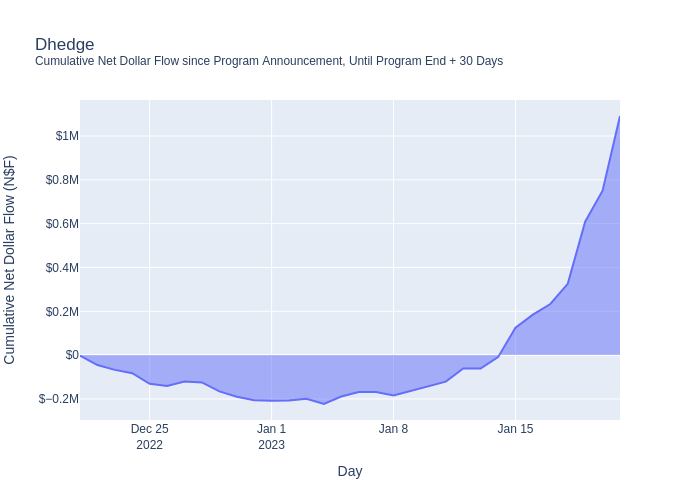 Dhedge
Cumulative Net Dollar Flow since Program Announcement, Until Program End + 30 Days
Cumulative Net Dollar Flow (N$F)
$1M
$0.8M
$0.6M
$0.4M
$0.2M
$0
$−0.2M
Dec 25
2022
Jan 1
2023
Jan 8
Jan 15
Day